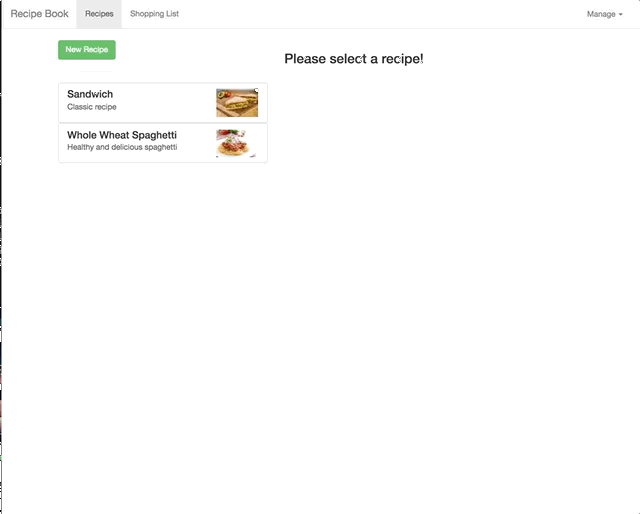 Recipe Book Recipes Shopping List Manage
New Recipe
Please select a recipe!
Sandwich
Classic recipe
Whole Wheat Spaghetti
Healthy and delicious spaghetti